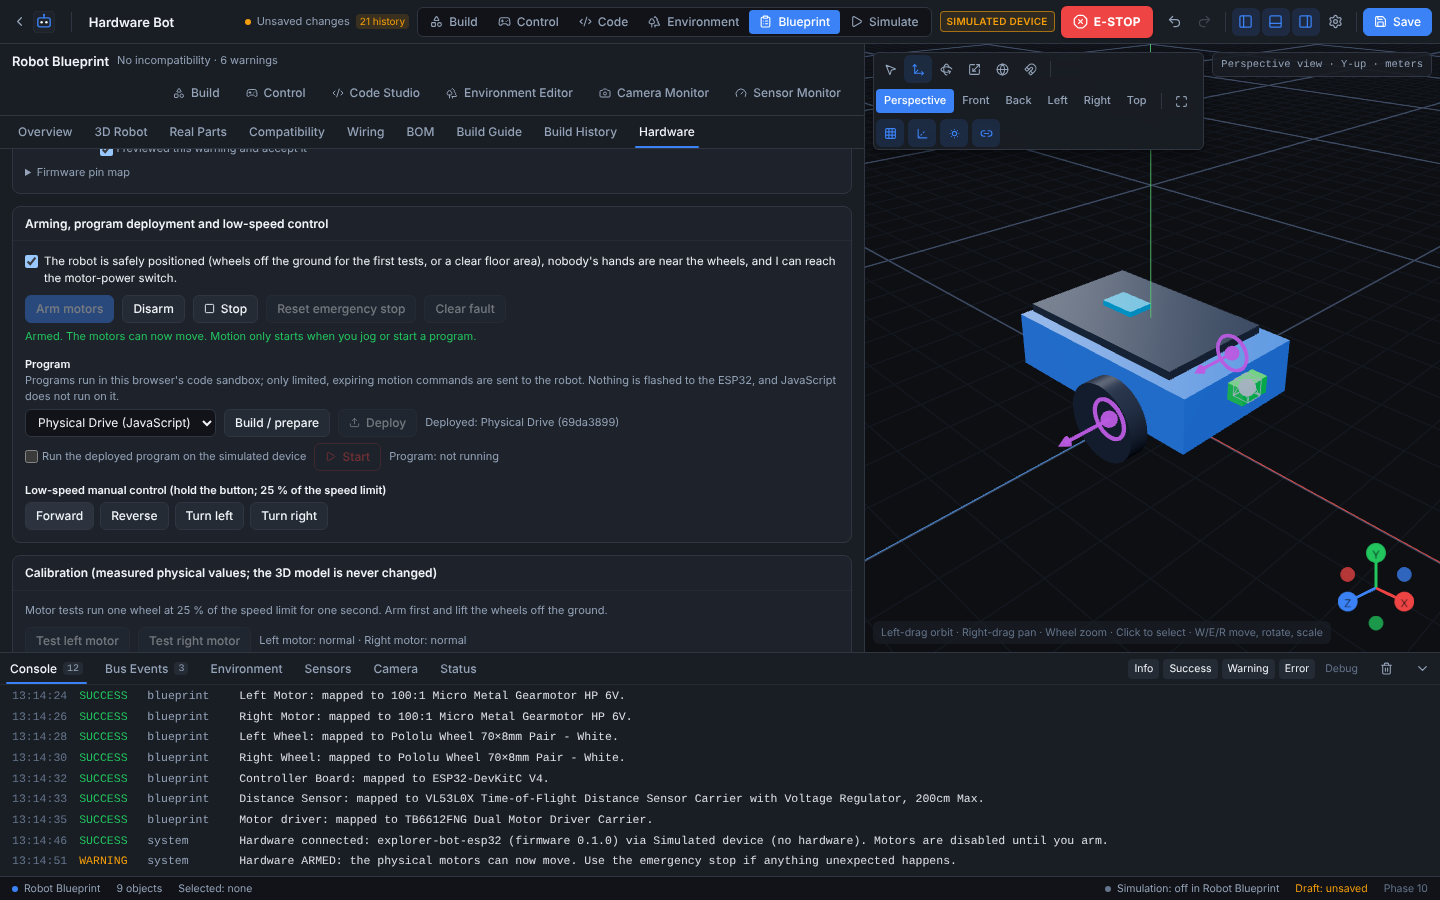 Hardware Bot
Unsaved changes
21 history
Build
Control
Code
Environment
Blueprint
Simulate
SIMULATED DEVICE
E-STOP
Save
Robot Blueprint
No incompatibility · 6 warnings
Build
Control
Code Studio
Environment Editor
Camera Monitor
Sensor Monitor
Overview
3D Robot
Real Parts
Compatibility
Wiring
BOM
Build Guide
Build History
Hardware
I reviewed this warning and accept it
Firmware pin map
Arming, program deployment and low-speed control
The robot is safely positioned (wheels off the ground for the first tests, or a clear floor area), nobody's hands are near the wheels, and I can reach
the motor-power switch.
Arm motors
Disarm
Stop
Reset emergency stop
Clear fault
Armed. The motors can now move. Motion only starts when you jog or start a program.
Program
Programs run in this browser's code sandbox; only limited, expiring motion commands are sent to the robot. Nothing is flashed to the ESP32, and JavaScript
does not run on it.
Physical Drive (JavaScript)
Build / prepare
Deploy
Deployed: Physical Drive (69da3899)
Run the deployed program on the simulated device
Start
Program: not running
Low-speed manual control (hold the button; 25 % of the speed limit)
Forward
Reverse
Turn left
Turn right
Calibration (measured physical values; the 3D model is never changed)
Motor tests run one wheel at 25 % of the speed limit for one second. Arm first and lift the wheels off the ground.
Test left motor
Test right motor
Left motor: normal · Right motor: normal
Perspective view · Y-up · meters
Perspective
Front
Back
Left
Right
Top
Y
Z
X
Left-drag orbit · Right-drag pan · Wheel zoom · Click to select · W/E/R move, rotate, scale
Console 12
Bus Events 3
Environment
Sensors
Camera
Status
Info
Success
Warning
Error
Debug
13:14:24 SUCCESS blueprint Left Motor: mapped to 100:1 Micro Metal Gearmotor HP 6V.
13:14:26 SUCCESS blueprint Right Motor: mapped to 100:1 Micro Metal Gearmotor HP 6V.
13:14:28 SUCCESS blueprint Left Wheel: mapped to Pololu Wheel 70×8mm Pair - White.
13:14:30 SUCCESS blueprint Right Wheel: mapped to Pololu Wheel 70×8mm Pair - White.
13:14:32 SUCCESS blueprint Controller Board: mapped to ESP32-DevKitC V4.
13:14:33 SUCCESS blueprint Distance Sensor: mapped to VL53L0X Time-of-Flight Distance Sensor Carrier with Voltage Regulator, 200cm Max.
13:14:35 SUCCESS blueprint Motor driver: mapped to TB6612FNG Dual Motor Driver Carrier.
13:14:46 SUCCESS system Hardware connected: explorer-bot-esp32 (firmware 0.1.0) via Simulated device (no hardware). Motors are disabled until you arm.
13:14:51 WARNING system Hardware ARMED: the physical motors can now move. Use the emergency stop if anything unexpected happens.
Robot Blueprint
9 objects
Selected: none
Simulation: off in Robot Blueprint
Draft: unsaved
Phase 10